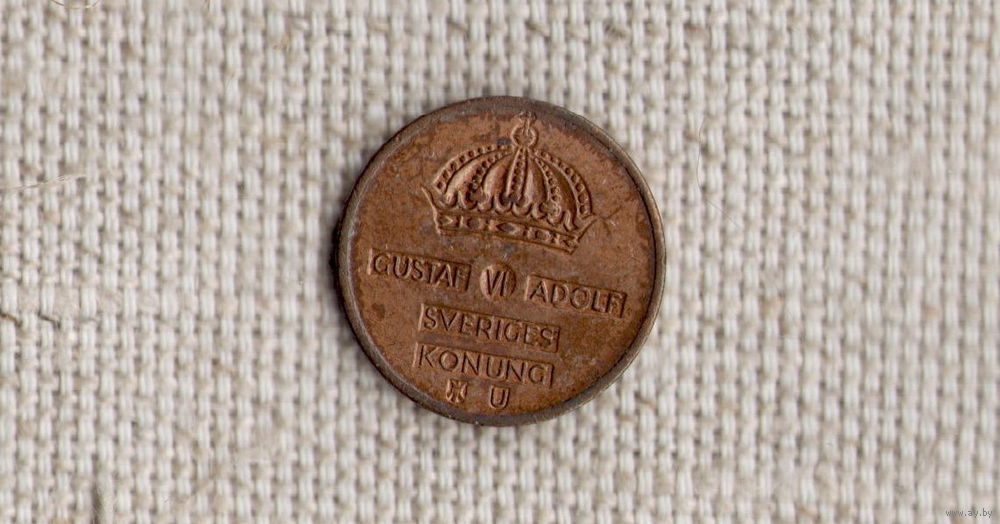 GUSTAF VI ADOLF
SVERIGES
KONUNG
U
www.ay.by